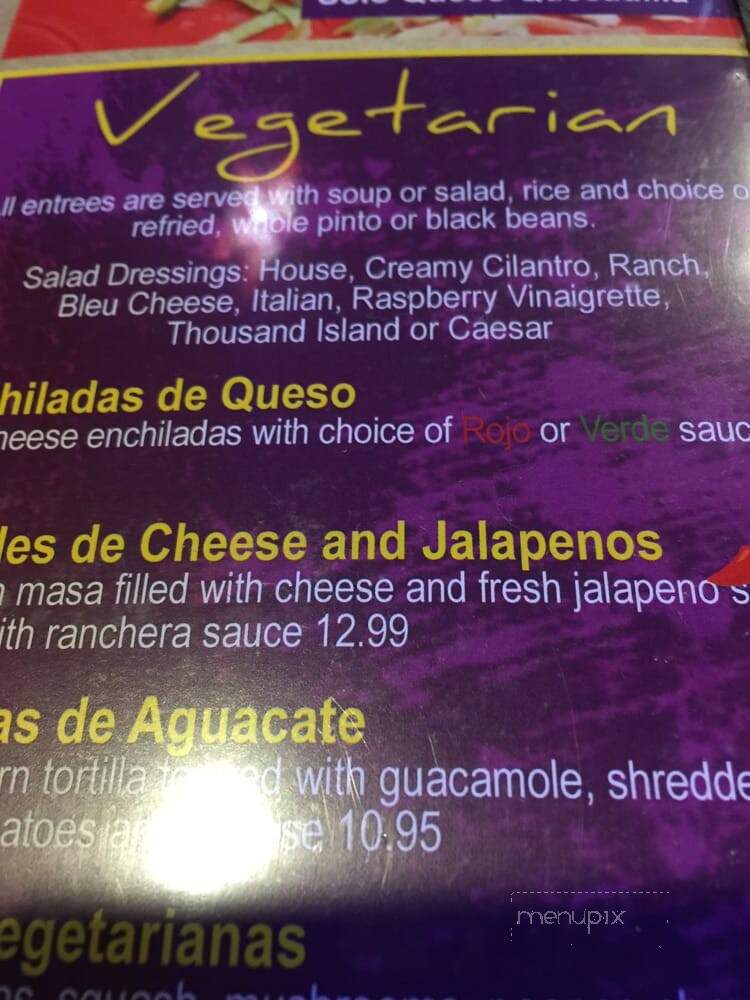 Vegetarian
ll entrees are served with soup or salad, rice and choice o
refried, whole pinto or black beans.
Salad Dressings: House, Creamy Cilantro, Ranch,
Bleu Cheese, Italian, Raspberry Vinaigrette,
Thousand Island or Caesar
hiladas de Queso
heese enchiladas with choice of Rojo or Verde sauc
les de Cheese and Jalapenos
masa filled with cheese and fresh jalapeno s
ith ranchera sauce 12.99
as de Aguacate
rn tortilla with guacamole, shredde
atoes 10.95
menupix
egetarianas